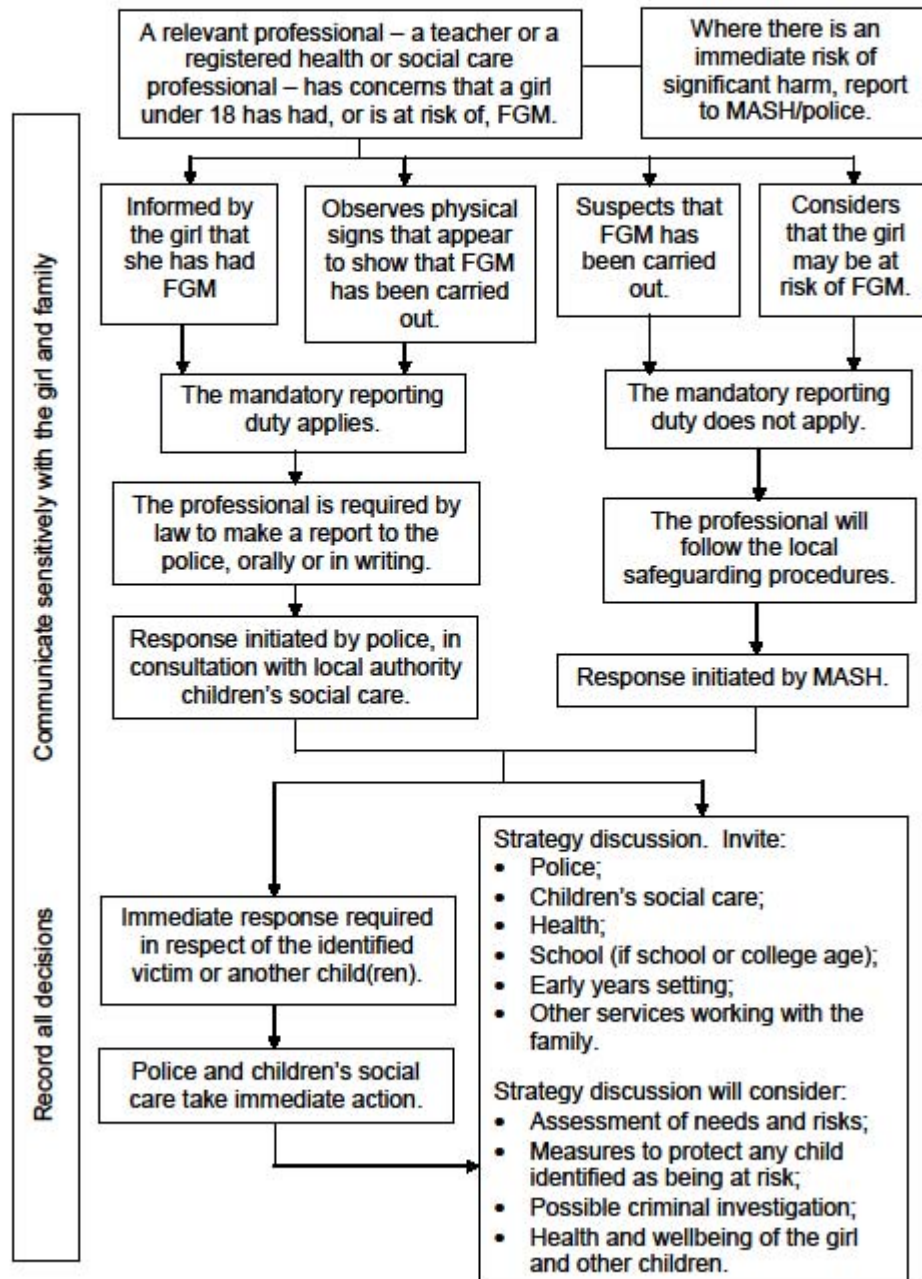 A relevant professional – a teacher or a
registered health or social care
professional – has concerns that a girl
under 18 has had, or is at risk of, FGM.
Where there is an
immediate risk of
significant harm, report
to MASH/police.
Informed by
the girl that
she has had
FGM
Observes physical
signs that appear
to show that FGM
has been carried
out.
Suspects that
FGM has
been carried
out.
Considers
that the girl
may be at
risk of FGM.
The mandatory reporting
duty applies.
The mandatory reporting
duty does not apply.
The professional is required by
law to make a report to the
police, orally or in writing.
The professional will
follow the local
safeguarding procedures.
Response initiated by police, in
consultation with local authority
children's social care.
Response initiated by MASH.
Immediate response required
in respect of the identified
victim or another child(ren).
Police and children's social
care take immediate action.
Strategy discussion. Invite:
• Police;
• Children's social care;
• Health;
• School (if school or college age);
• Early years setting;
• Other services working with the
family.
Strategy discussion will consider:
• Assessment of needs and risks;
• Measures to protect any child
identified as being at risk;
• Possible criminal investigation;
• Health and wellbeing of the girl
and other children.
Communicate sensitively with the girl and family
Record all decisions